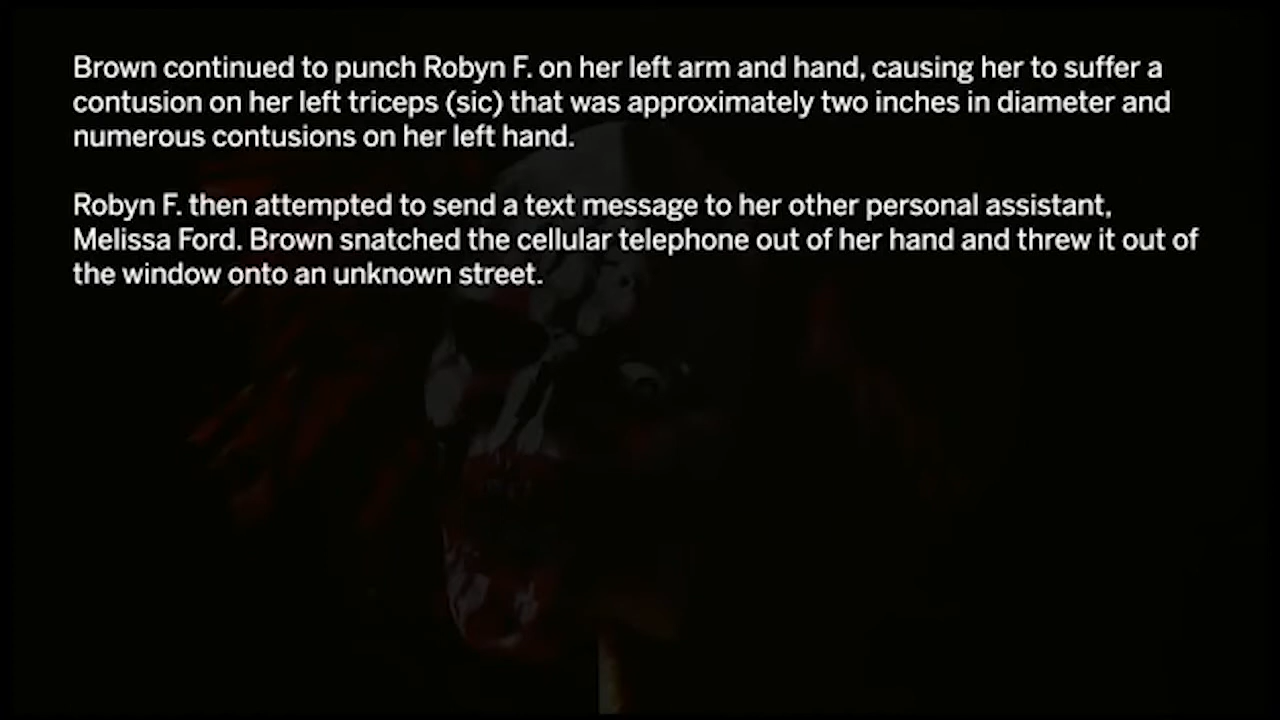 Brown continued to punch Robyn F. on her left arm and hand, causing her to suffer a
contusion on her left triceps (sic) that was approximately two inches in diameter and
numerous contusions on her left hand.
Robyn F. then attempted to send a text message to her other personal assistant,
Melissa Ford. Brown snatched the cellular telephone out of her hand and threw it out of
the window onto an unknown street.